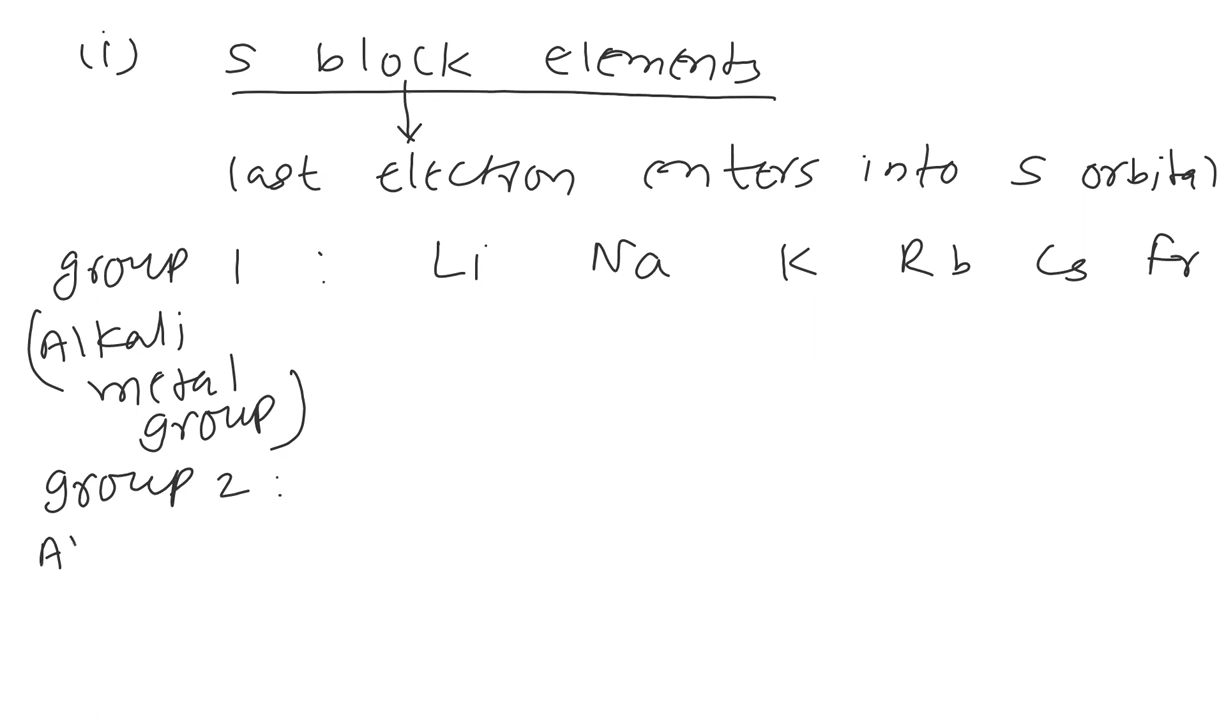 (i) S block elements
last electron enters into S orbital
group 1 : Li Na K Rb Cs Fr
(Alkali
metal
group)
group 2 :
A